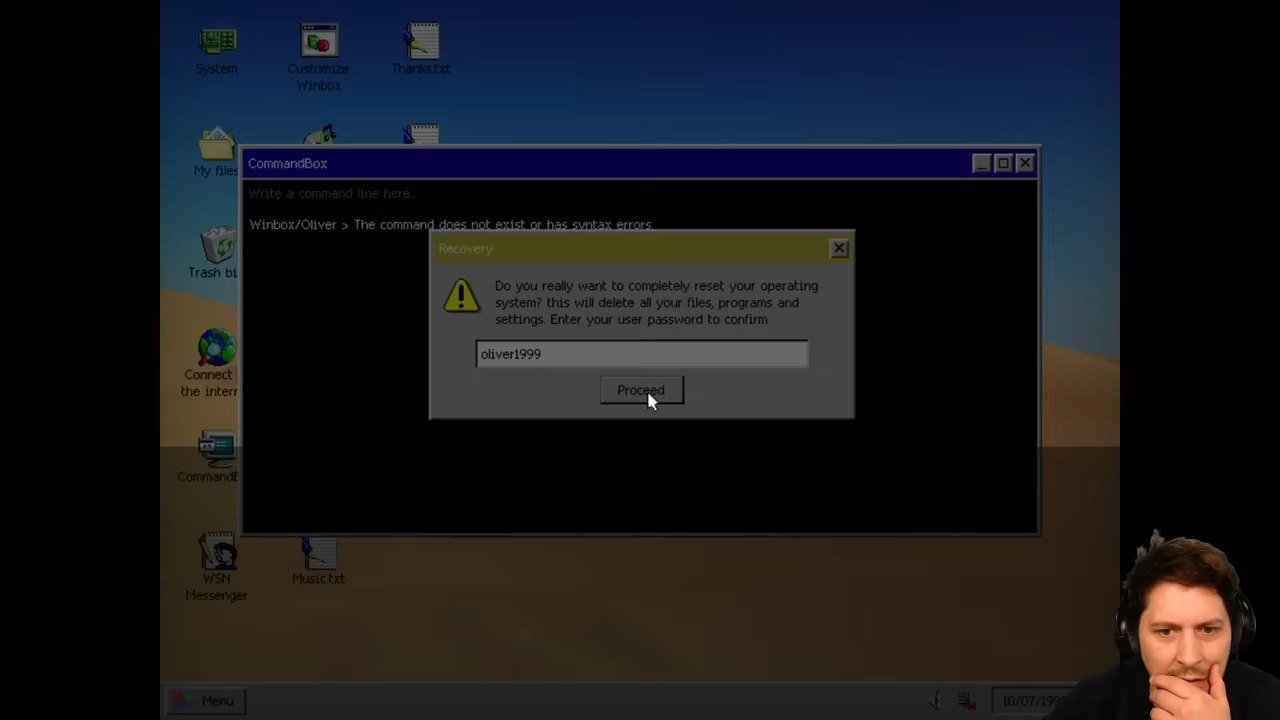 System
Customize
Winbox
Thanks.txt
My files
CommandBox
Write a command line here..
Winbox/Oliver > The command does not exist or has syntax errors.
Recovery
Do you really want to completely reset your operating
system? this will delete all your files, programs and
settings. Enter your user password to confirm
oliver1999
Proceed
Trash bi
Connect
the intern
CommandB
WSN
Messenger
Music.txt
Menu
10/07/199